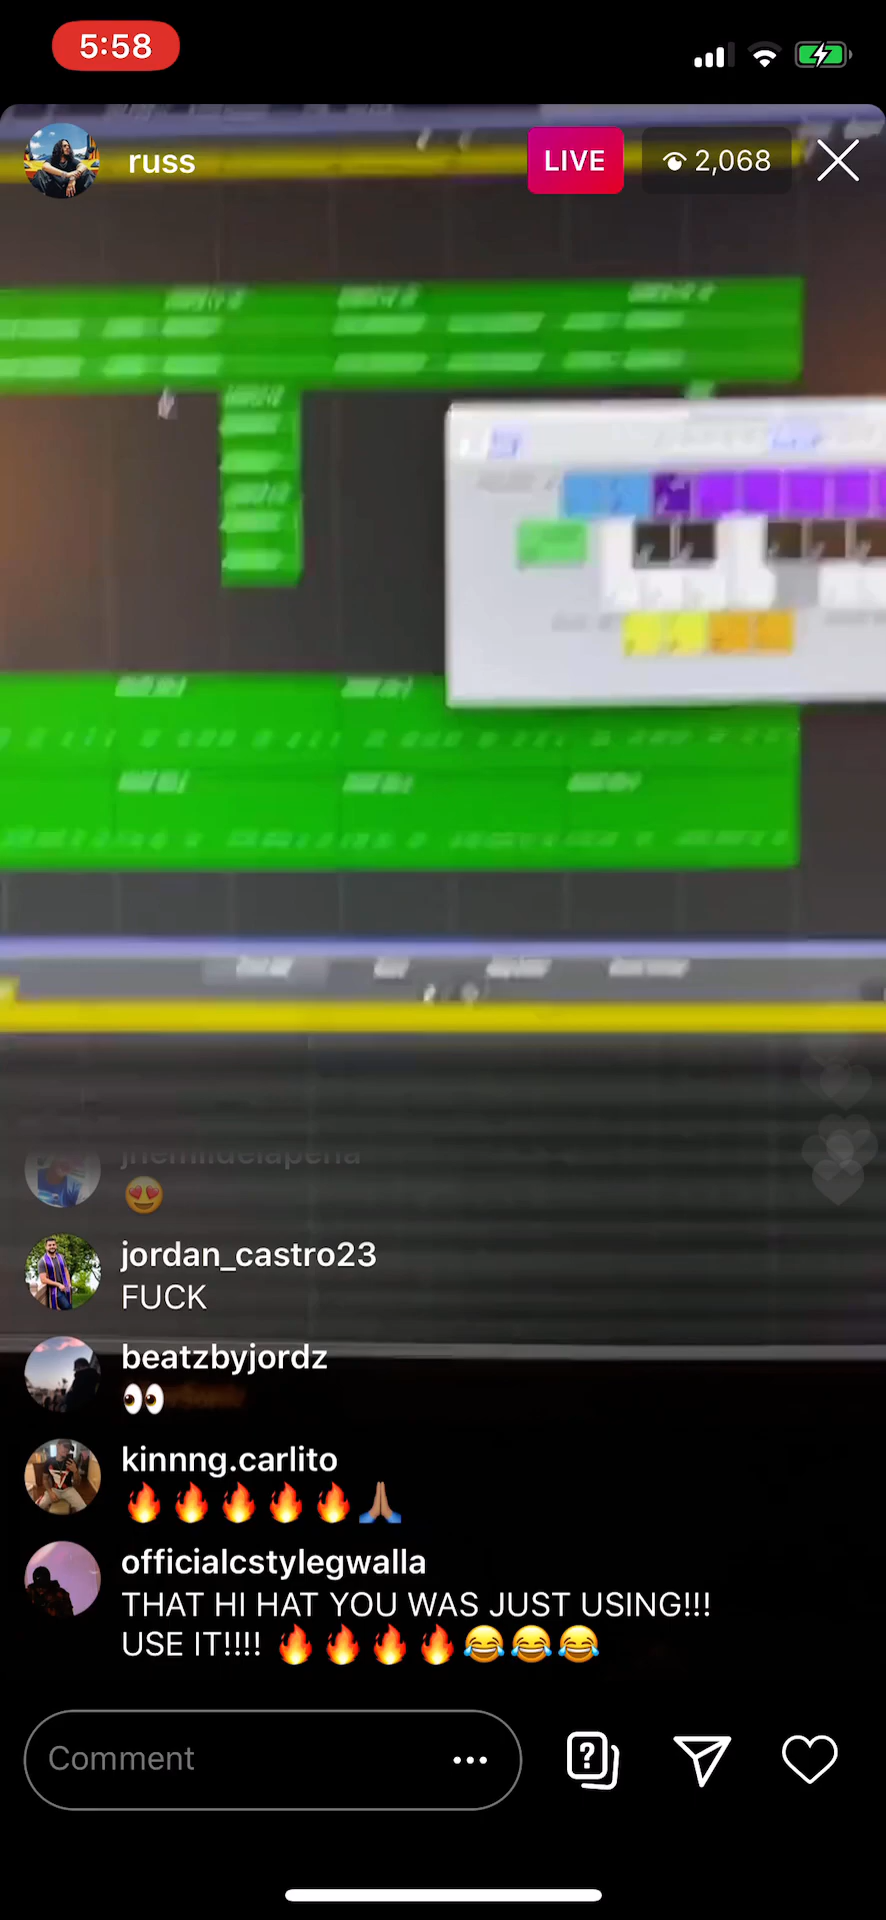 5:58
russ
LIVE
2,068
jordan_castro23
FUCK
beatzbyjordz
kinnng.carlito
officialcstylegwalla
THAT HI HAT YOU WAS JUST USING!!!
USE IT!!!!
Comment